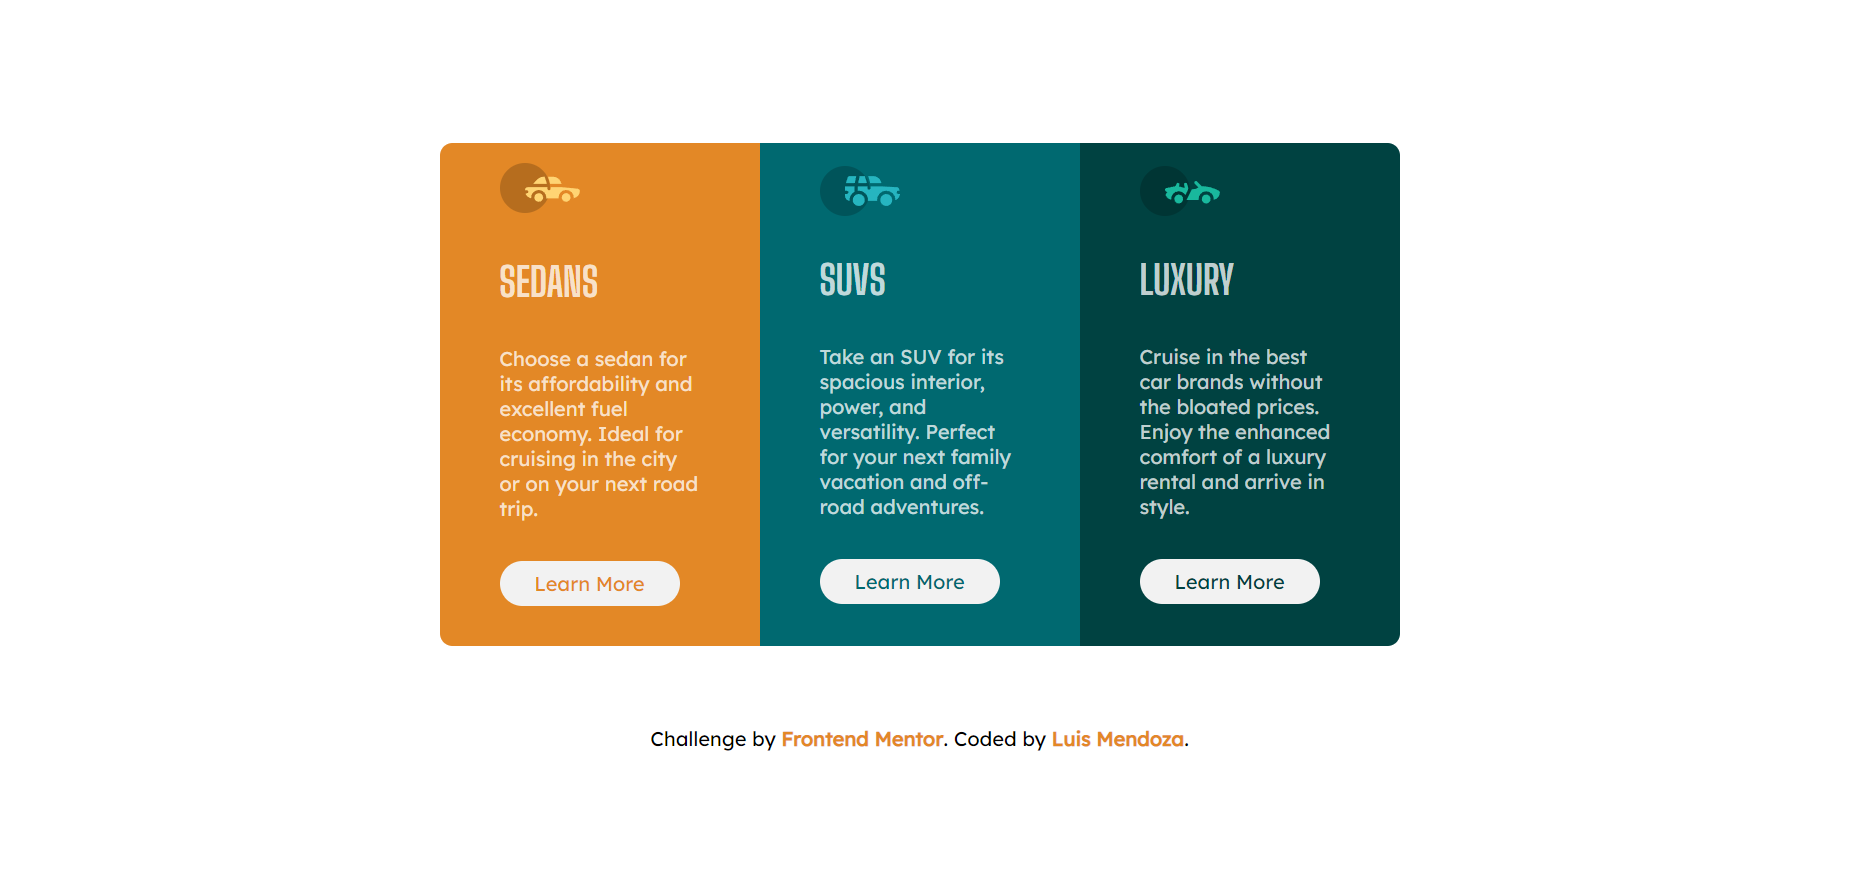 SEDANS
Choose a sedan for
its affordability and
excellent fuel
economy. Ideal for
cruising in the city
or on your next road
trip.
Learn More
SUVS
Take an SUV for its
spacious interior,
power, and
versatility. Perfect
for your next family
vacation and off-
road adventures.
Learn More
LUXURY
Cruise in the best
car brands without
the bloated prices.
Enjoy the enhanced
comfort of a luxury
rental and arrive in
style.
Learn More
Challenge by Frontend Mentor. Coded by Luis Mendoza.